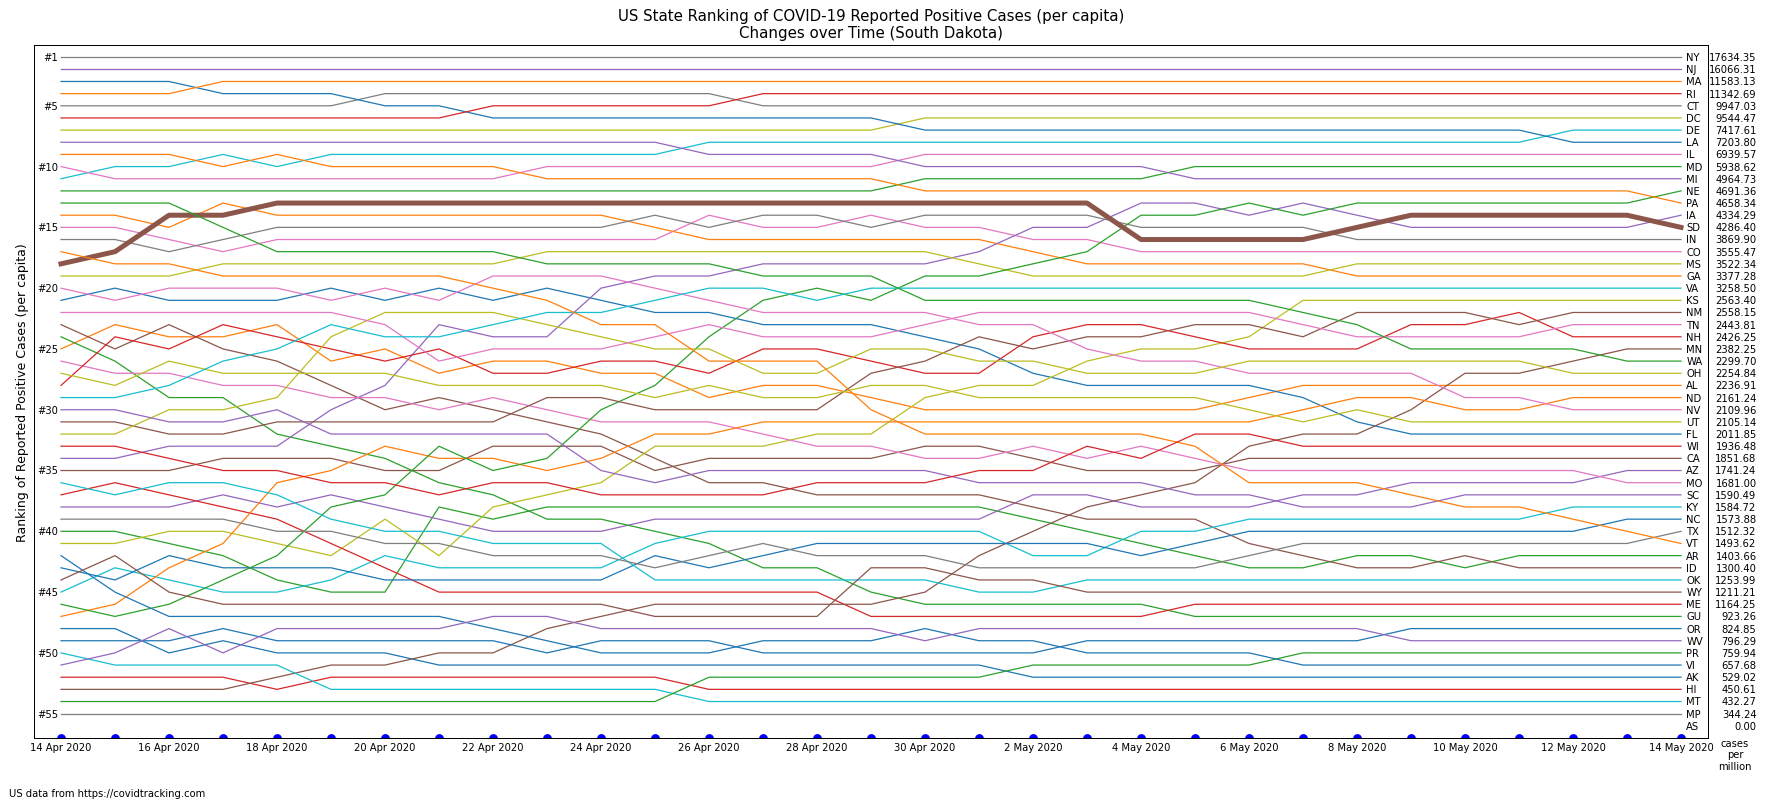 US State Ranking of COVID-19 Reported Positive Cases (per capita)
Changes over Time (South Dakota)
Ranking of Reported Positive Cases (per capita)
#1
#5
#10
#15
#20
#25
#30
#35
#40
#45
#50
#55
NY 17634.35
NJ 16066.31
MA 11583.13
RI 11342.69
CT 9947.03
DC 9544.47
DE 7417.61
LA 7203.80
IL 6939.57
MD 5938.62
MI 4964.73
NE 4691.36
PA 4658.34
IA 4334.29
SD 4286.40
IN 3869.90
CO 3555.47
MS 3522.34
GA 3377.28
VA 3258.50
KS 2563.40
NM 2558.15
TN 2443.81
NH 2426.25
MN 2382.25
WA 2299.70
OH 2254.84
AL 2236.91
ND 2161.24
NV 2109.96
UT 2105.14
FL 2011.85
WI 1936.48
CA 1851.68
AZ 1741.24
MO 1681.00
SC 1590.49
KY 1584.72
NC 1573.88
TX 1512.32
VT 1493.62
AR 1403.66
ID 1300.40
OK 1253.99
WY 1211.21
ME 1164.25
GU 923.26
OR 824.85
WV 796.29
PR 759.94
VI 657.68
AK 529.02
HI 450.61
MT 432.27
MP 344.24
AS 0.00
14 Apr 2020 16 Apr 2020 18 Apr 2020 20 Apr 2020 22 Apr 2020 24 Apr 2020 26 Apr 2020 28 Apr 2020 30 Apr 2020 2 May 2020 4 May 2020 6 May 2020 8 May 2020 10 May 2020 12 May 2020 14 May 2020
cases
per
million
US data from https://covidtracking.com